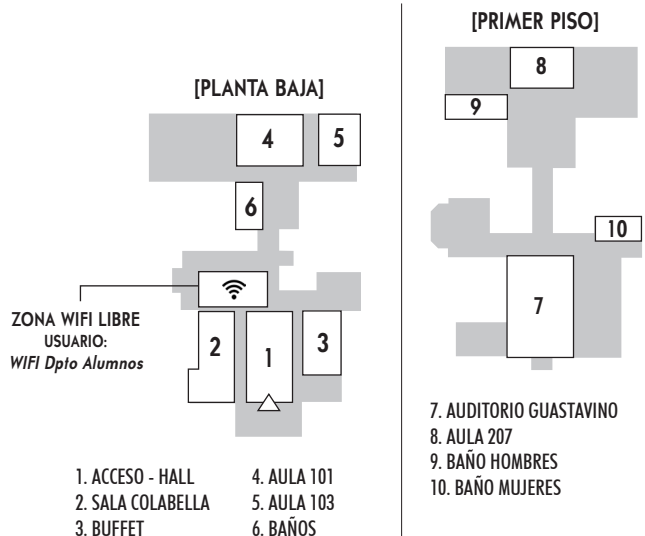 [PLANTA BAJA]
4
5
6
ZONA WIFI LIBRE
USUARIO:
WIFI Dpto Alumnos
2
1
3
1. ACCESO - HALL
2. SALA COLABELLA
3. BUFFET
4. AULA 101
5. AULA 103
6. BAÑOS
[PRIMER PISO]
8
9
10
7
7. AUDITORIO GUASTAVINO
8. AULA 207
9. BAÑO HOMBRES
10. BAÑO MUJERES